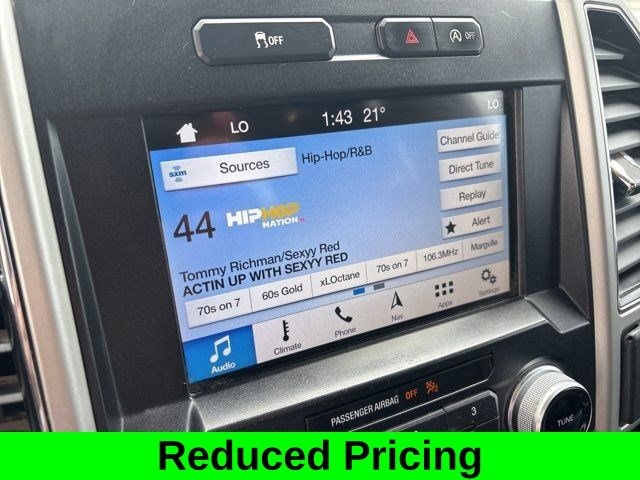 OFF
OFF
LO
1:43 21°
LO
sxm
Sources
Hip-Hop/R&B
Channel Guide
Direct Tune
Replay
Alert
44
HIPHOP
NATION
Tommy Richman/Sexyy Red
ACTIN UP WITH SEXYY RED
70s on 7
60s Gold
xLOctane
70s on 7
106.3MHz
Margville
Audio
Climate
Phone
Nav
Apps
Settings
PASSENGER AIRBAG OFF
3
TUNE
Reduced Pricing